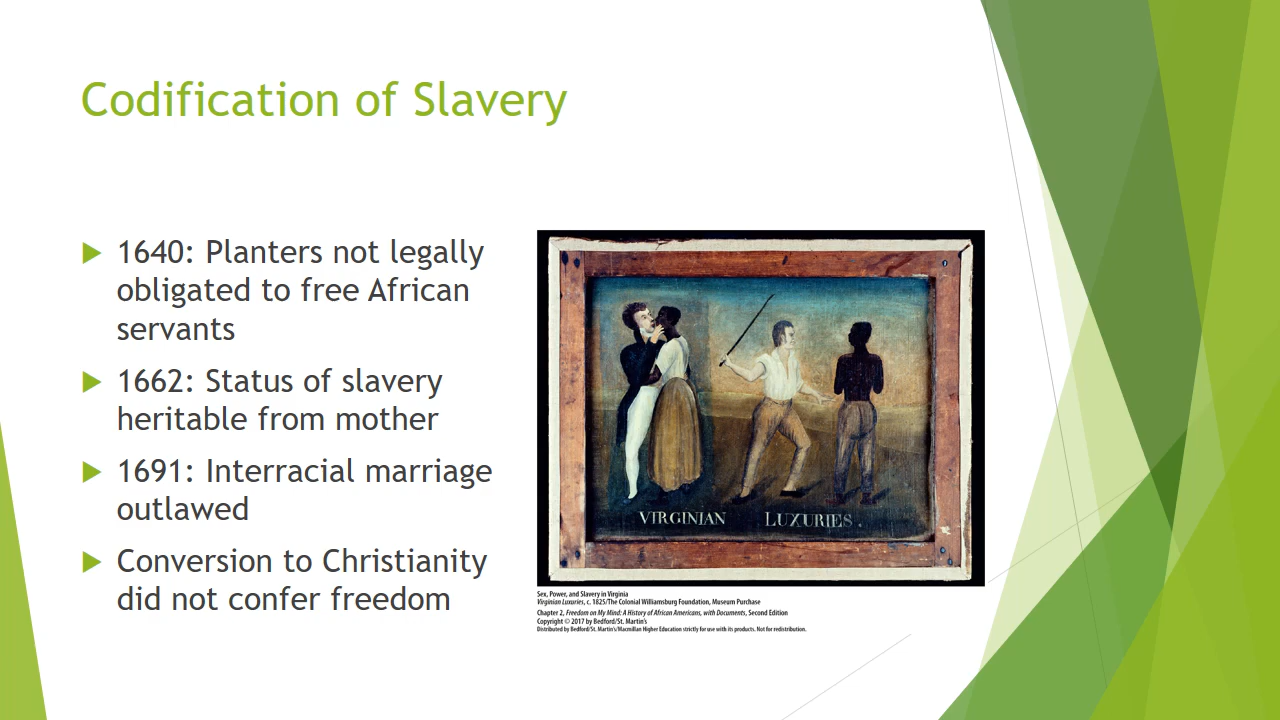 Codification of Slavery
1640: Planters not legally
obligated to free African
servants
1662: Status of slavery
heritable from mother
1691: Interracial marriage
outlawed
Conversion to Christianity
did not confer freedom
VIRGINIAN LUXURIES.
Sex, Power, and Slavery in Virginia
Virginian Luxuries, c. 1825/The Colonial Williamsburg Foundation, Museum Purchase
Chapter 2, Freedom on My Mind: A History of African Americans, with Documents, Second Edition
Copyright © 2017 by Bedford/St. Martin's
Distributed by Bedford/St. Martin's/Macmillan Higher Education strictly for use with its products. Not for redistribution.